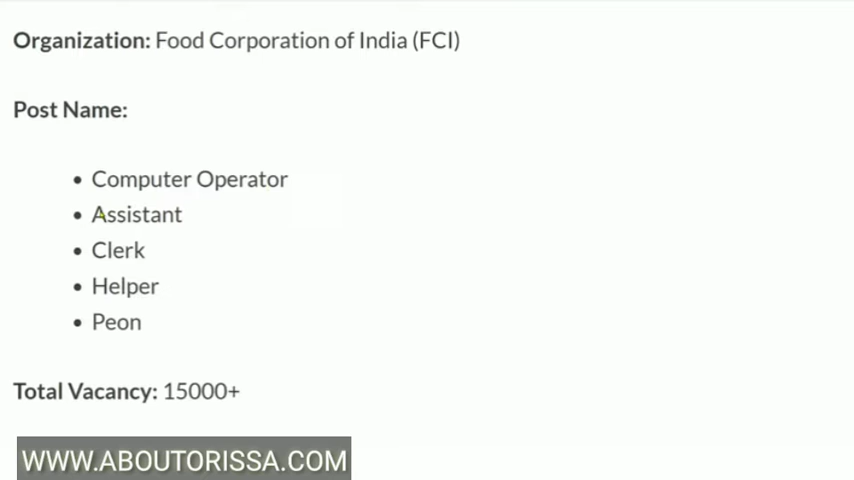 Organization: Food Corporation of India (FCI)
Post Name:
• Computer Operator
• Assistant
• Clerk
• Helper
• Peon
Total Vacancy: 15000+
WWW.ABOUTORISSA.COM